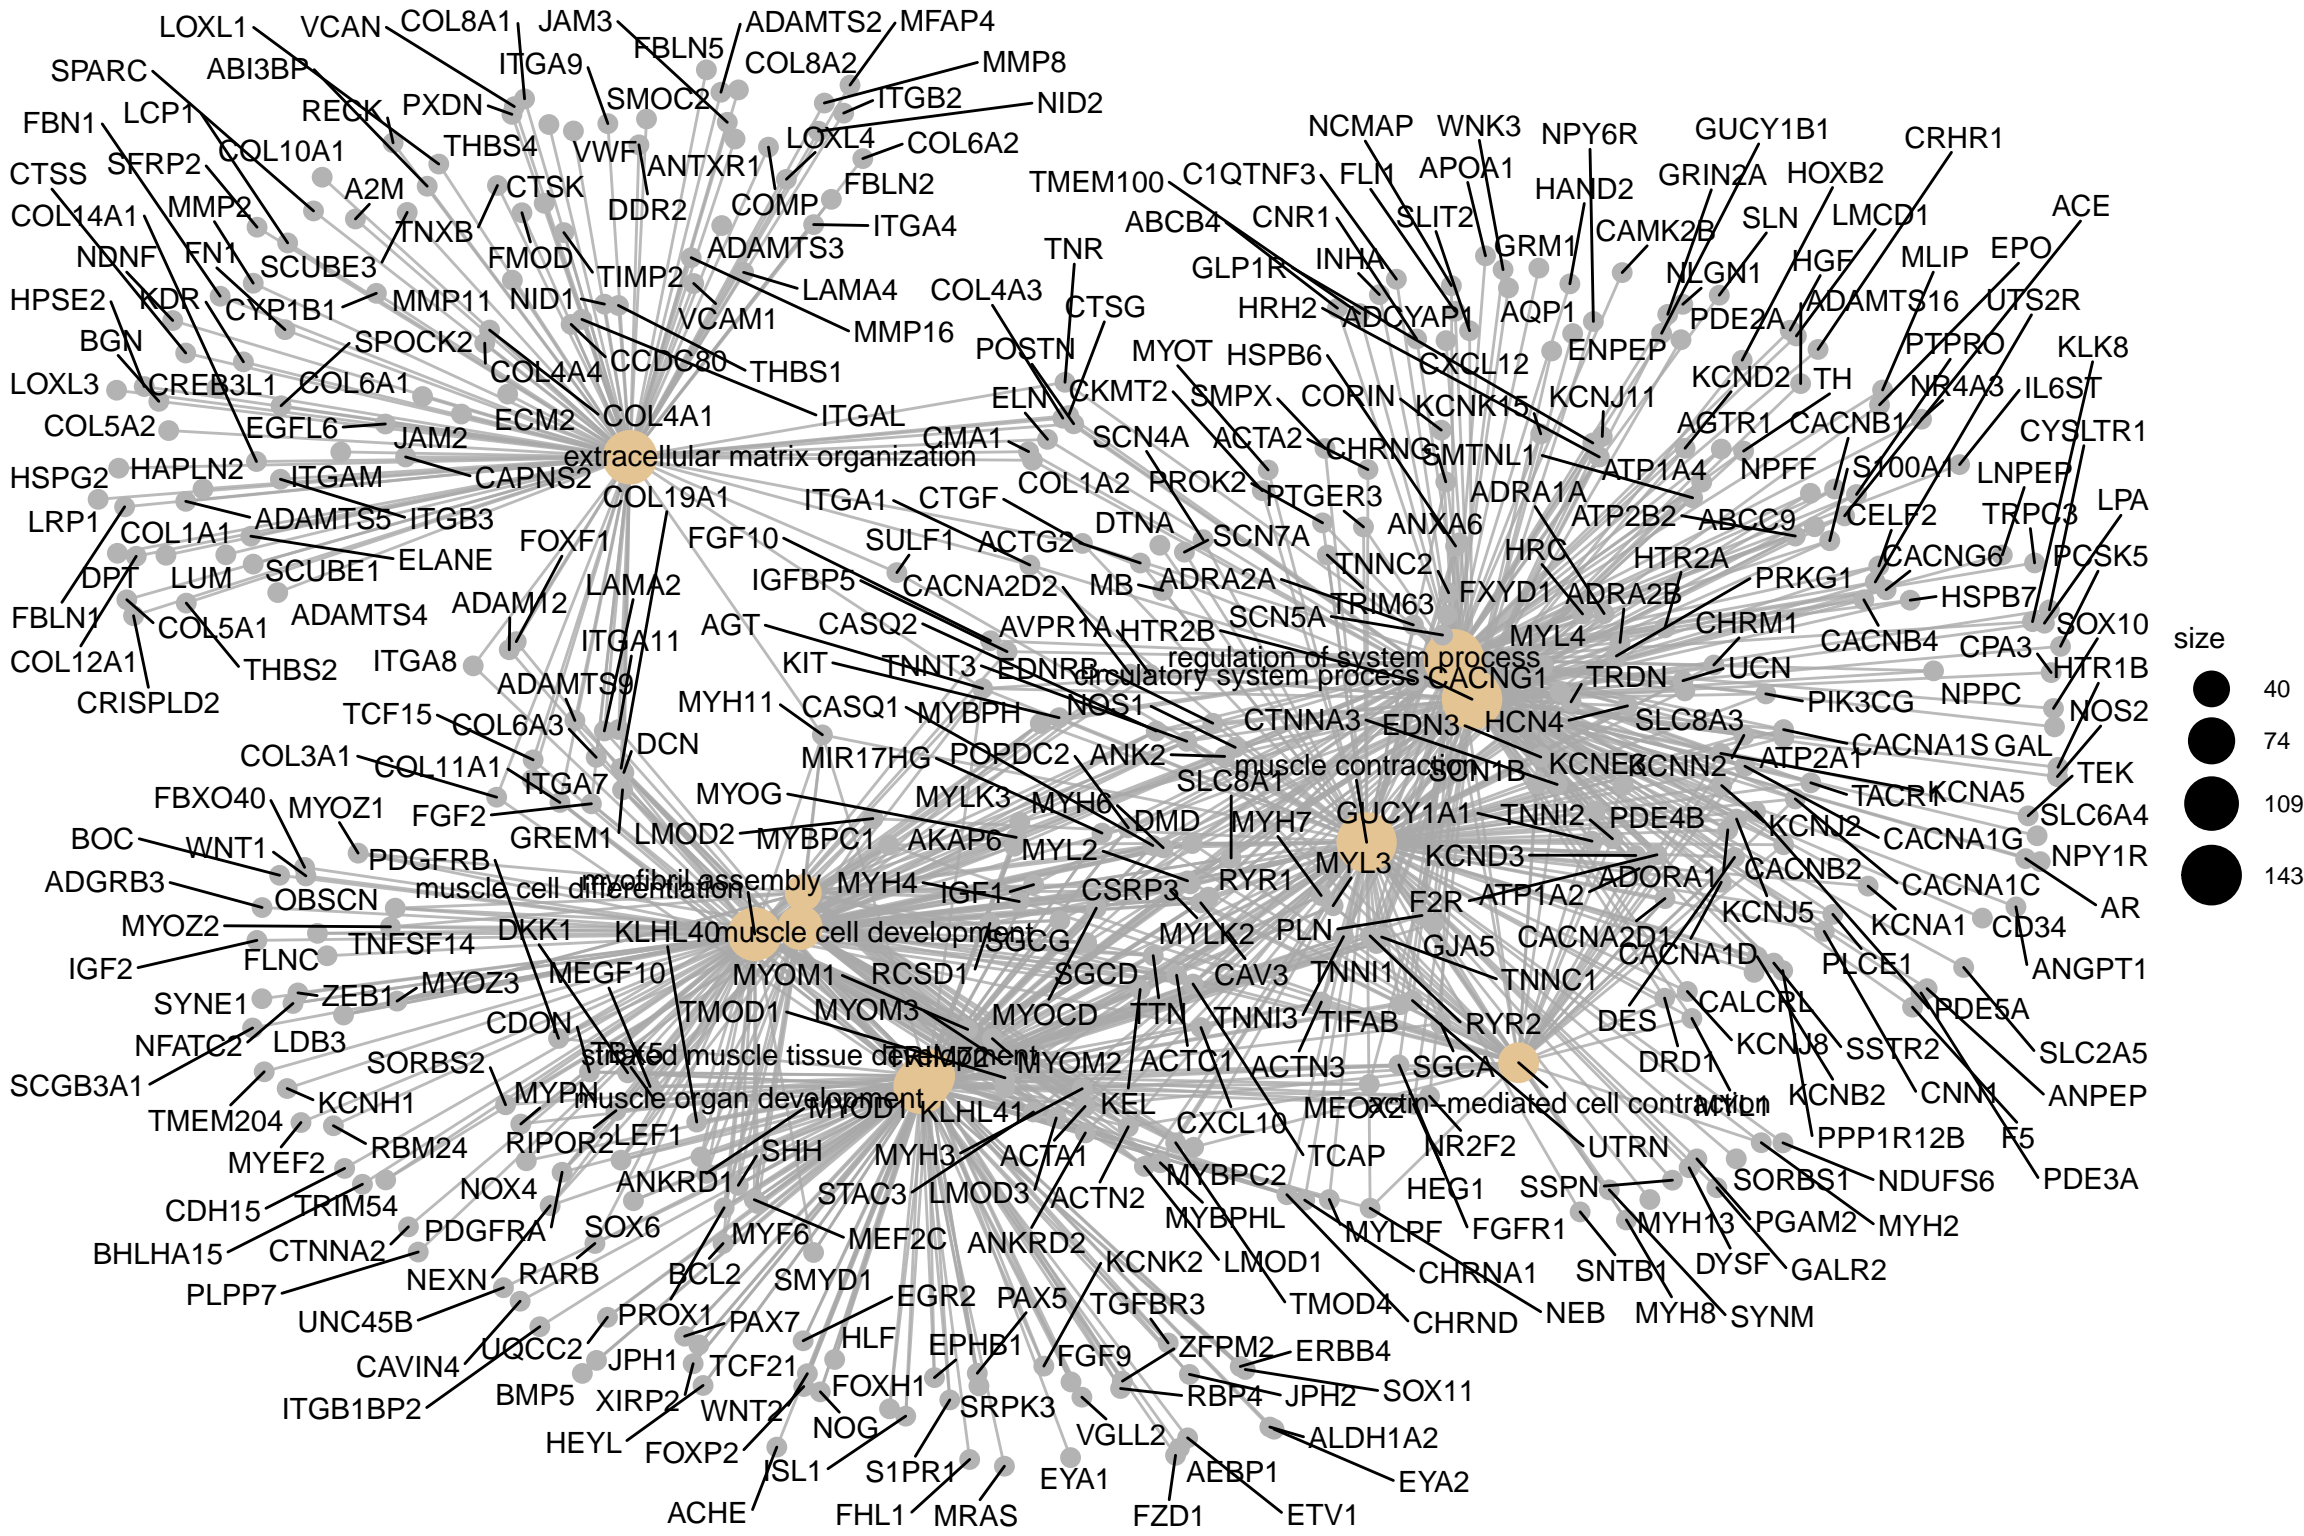 LOXL1
VCAN
COL8A1
JAM3
ADAMTS2
MFAP4
FBLN5
SPARC
ABI3BP
ITGA9
COL8A2
MMP8
FBN1
LCP1
RECK
PXDN
SMOC2
ITGB2
NID2
NCMAP
WNK3
NPY6R
GUCY1B1
CRHR1
CTSS
SFRP2
COL10A1
THBS4
VWF
ANTXR1
LOXL4
COL6A2
TMEM100
C1QTNF3
FLI1
APOA1
HAND2
GRIN2A
HOXB2
COL14A1
MMP2
A2M
CTSK
DDR2
COMP
FBLN2
ABCB4
CNR1
SLIT2
GRM1
CAMK2B
SLN
LMCD1
ACE
NDNF
FN1
SCUBE3
TNXB
FMOD
TIMP2
ADAMTS3
ITGA4
TNR
GLP1R
INHA
NLGN1
HGF
MLIP
EPO
HPSE2
KDR
CYP1B1
MMP11
NID1
VCAM1
LAMA4
COL4A3
CTSG
HRH2
ADCYAP1
AQP1
PDE2A
ADAMTS16
UTS2R
BGN
SPOCK2
COL4A4
CCDC80
THBS1
MMP16
POSTN
MYOT
HSPB6
CXCL12
ENPEP
KCND2
TH
PTPRO
KLK8
LOXL3
CREB3L1
COL6A1
ECM2
COL4A1
ITGAL
ELN
CKMT2
SMPX
CORIN
KCNK15
KCNJ11
AGTR1
CACNB1
NR4A3
IL6ST
COL5A2
EGFL6
JAM2
extracellular matrix organization
CMA1
SCN4A
ACTA2
CHRNG
SMTNL1
ATP1A4
NPFF
S100A1
CYSLTR1
HSPG2
HAPLN2
ITGAM
CAPNS2
COL19A1
ITGA1
CTGF
COL1A2
PROK2
PTGER3
ADRA1A
LNPEP
LRP1
COL1A1
ADAMTS5
ITGB3
FOXF1
FGF10
SULF1
ACTG2
DTNA
SCN7A
ANXA6
ATP2B2
ABCC9
CELF2
TRPC3
LPA
DPT
LUM
SCUBE1
ELANE
LAMA2
IGFBP5
CACNA2D2
MB
ADRA2A
TNNC2
HRC
HTR2A
CACNG6
PCSK5
FBLN1
COL5A1
ADAMTS4
ADAM12
ITGA11
AGT
CASQ2
AVPR1A
HTR2B
SCN5A
TRIM63
FXYD1
ADRA2B
PRKG1
HSPB7
COL12A1
THBS2
ITGA8
ADAMTS9
KIT
TNNT3
EDNRB
regulation of system process
MYL4
CHRM1
CACNB4
CPA3
SOX10
size
CRISPLD2
TCF15
COL6A3
MYH11
CASQ1
MYBPH
NOS1
circulatory system process
CACNG1
TRDN
UCN
HTR1B
40
COL3A1
COL11A1
ITGA7
DCN
MIR17HG
POPDC2
ANK2
CTNNA3
EDN3
HCN4
SLC8A3
PIK3CG
NPPC
NOS2
74
FBXO40
MYOZ1
FGF2
MYOG
MYLK3
MYH6
SLC8A1
muscle contraction
SCN1B
KCNE3
KCNN2
ATP2A1
CACNA1S
GAL
TEK
BOC
WNT1
PDGFRB
GREM1
LMOD2
MYBPC1
AKAP6
DMD
MYH7
GUCY1A1
TNNI2
PDE4B
KCNJ2
TACR1
KCNA5
SLC6A4
109
ADGRB3
OBSCN
muscle cell differentiation
myofibril assembly
MYH4
IGF1
MYL2
CSRP3
RYR1
MYL3
KCND3
ATP1A2
ADORA1
CACNB2
CACNA1G
NPY1R
143
MYOZ2
TNFSF14
DKK1
KLHL40
muscle cell development
SGCG
MYLK2
PLN
F2R
CACNA2D1
KCNJ5
CACNA1C
KCNA1
AR
IGF2
FLNC
MEGF10
MYOM1
RCSD1
SGCD
CAV3
TNNI1
GJA5
TNNC1
CACNA1D
PLCE1
CD34
ANGPT1
SYNE1
ZEB1
MYOZ3
TMOD1
MYOM3
MYOCD
TTN
TNNI3
TIFAB
RYR2
DES
CALCRL
PDE5A
NFATC2
LDB3
CDON
TBX5
striated muscle tissue development
TRIM72
MYOM2
ACTC1
ACTN3
SGCA
DRD1
KCNJ8
SSTR2
SLC2A5
SCGB3A1
SORBS2
MYPN
muscle organ development
MYOD1
KLHL41
KEL
CXCL10
MEOX2
actin−mediated cell contraction
MYL1
KCNB2
CNN1
ANPEP
TMEM204
KCNH1
RIPOR2
LEF1
SHH
MYH3
ACTA1
TCAP
NR2F2
UTRN
PPP1R12B
F5
MYEF2
RBM24
NOX4
ANKRD1
STAC3
LMOD3
ACTN2
MYBPC2
HEG1
SSPN
SORBS1
NDUFS6
PDE3A
CDH15
TRIM54
PDGFRA
SOX6
MYF6
MEF2C
ANKRD2
MYBPHL
MYLPF
FGFR1
MYH13
PGAM2
MYH2
BHLHA15
CTNNA2
NEXN
RARB
BCL2
SMYD1
KCNK2
LMOD1
CHRNA1
SNTB1
DYSF
GALR2
PLPP7
UNC45B
UQCC2
PROX1
PAX7
EGR2
PAX5
TGFBR3
TMOD4
CHRND
NEB
MYH8
SYNM
CAVIN4
JPH1
TCF21
HLF
EPHB1
FGF9
ZFPM2
ERBB4
ITGB1BP2
BMP5
XIRP2
WNT2
FOXH1
SRPK3
RBP4
JPH2
SOX11
HEYL
FOXP2
NOG
VGLL2
ALDH1A2
ISL1
S1PR1
EYA1
AEBP1
EYA2
ACHE
FHL1
MRAS
FZD1
ETV1